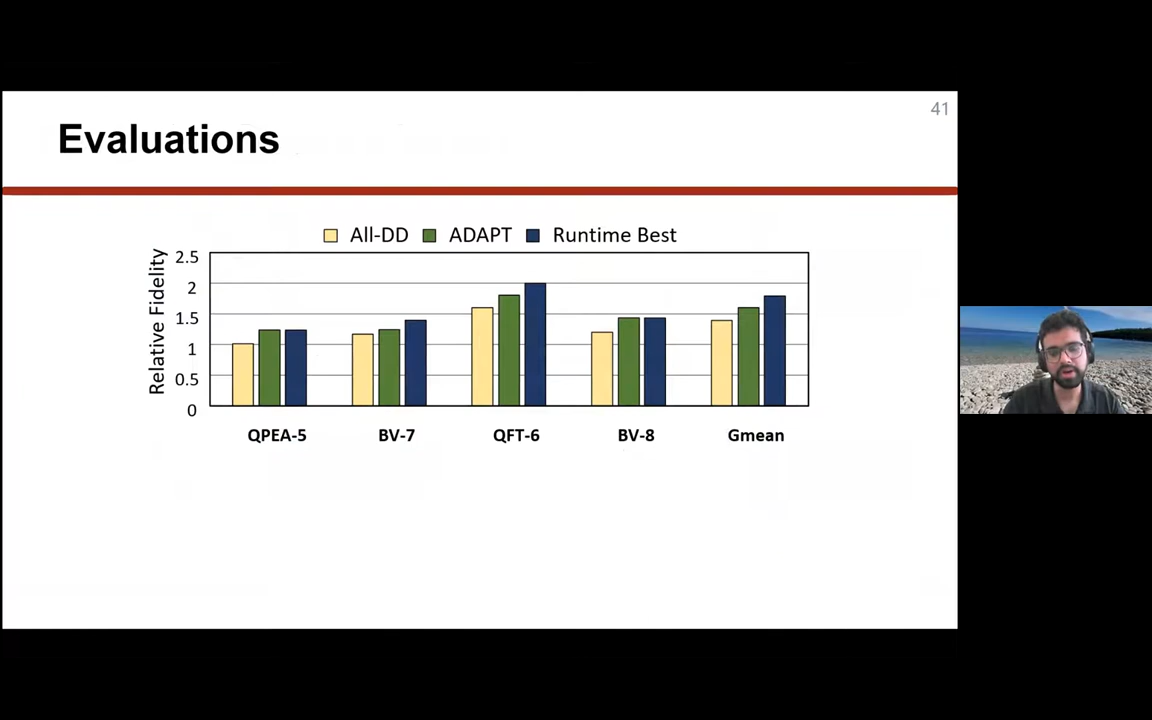 41
Evaluations
All-DD ADAPT Runtime Best
Relative Fidelity
2.5
2
1.5
1
0.5
0
QPEA-5 BV-7 QFT-6 BV-8 Gmean